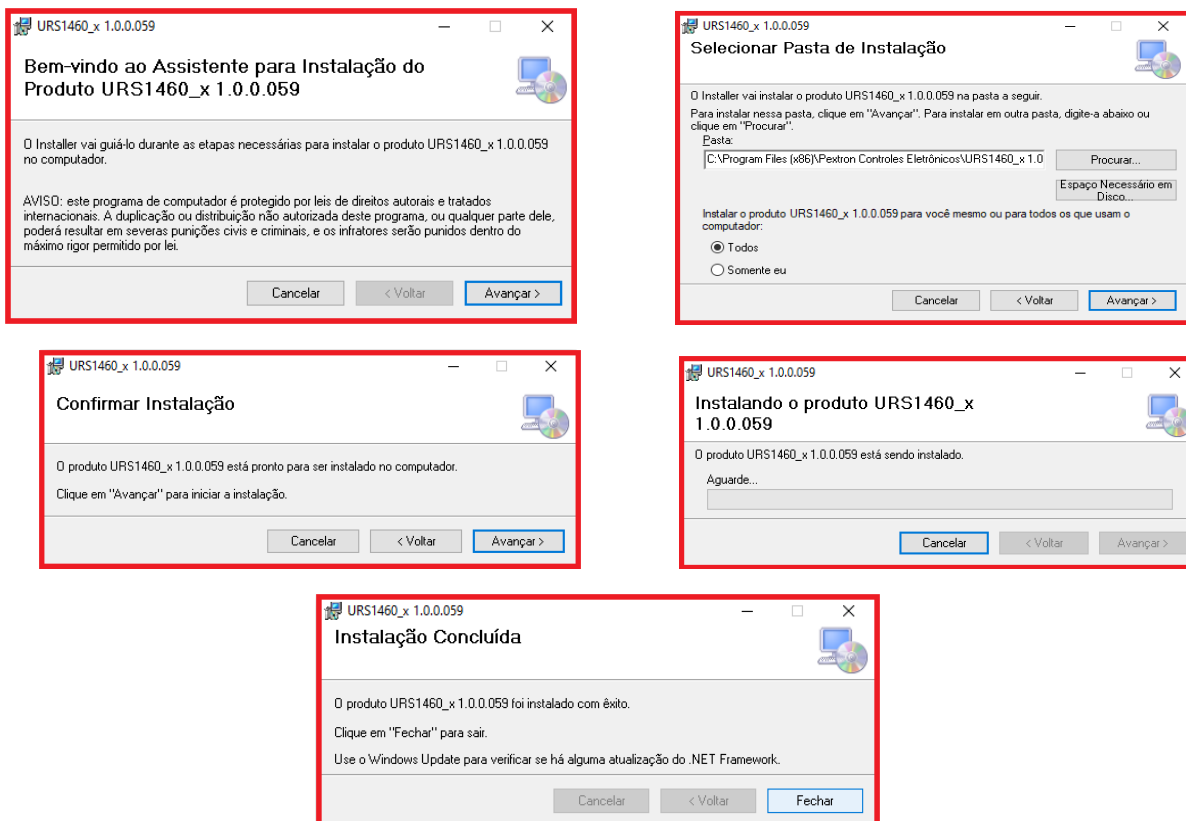 URS1460_x 1.0.0.059
Bem-vindo ao Assistente para Instalação do
Produto URS1460_x 1.0.0.059
O Installer vai guiá-lo durante as etapas necessárias para instalar o produto URS1460_x 1.0.0.059
no computador.
AVISO: este programa de computador é protegido por leis de direitos autorais e tratados
internacionais. A duplicação ou distribuição não autorizada deste programa, ou qualquer parte dele,
poderá resultar em severas punições civis e criminais, e os infratores serão punidos dentro do
máximo rigor permitido por lei.
Cancelar
< Voltar
Avançar >
URS1460_x 1.0.0.059
Selecionar Pasta de Instalação
O Installer vai instalar o produto URS1460_x 1.0.0.059 na pasta a seguir.
Para instalar nessa pasta, clique em "Avançar". Para instalar em outra pasta, digite-a abaixo ou
clique em "Procurar".
Pasta:
C:\Program Files (x86)\Pextron Controles Eletrônicos\URS1460_x 1.0
Procurar...
Espaço Necessário em
Disco...
Instalar o produto URS1460_x 1.0.0.059 para você mesmo ou para todos os que usam o
computador:
Todos
Somente eu
Cancelar
< Voltar
Avançar >
URS1460_x 1.0.0.059
Confirmar Instalação
O produto URS1460_x 1.0.0.059 está pronto para ser instalado no computador.
Clique em "Avançar" para iniciar a instalação.
Cancelar
< Voltar
Avançar >
URS1460_x 1.0.0.059
Instalando o produto URS1460_x
1.0.0.059
O produto URS1460_x 1.0.0.059 está sendo instalado.
Aguarde...
Cancelar
< Voltar
Avançar >
URS1460_x 1.0.0.059
Instalação Concluída
O produto URS1460_x 1.0.0.059 foi instalado com êxito.
Clique em "Fechar" para sair.
Use o Windows Update para verificar se há alguma atualização do .NET Framework.
Cancelar
< Voltar
Fechar